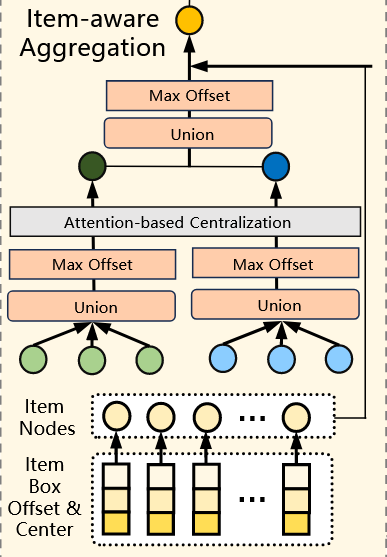 Item-aware
Aggregation
Max Offset
Union
Attention-based Centralization
Max Offset
Max Offset
Union
Union
Item
Nodes
...
Item
Box
Offset &
Center
...